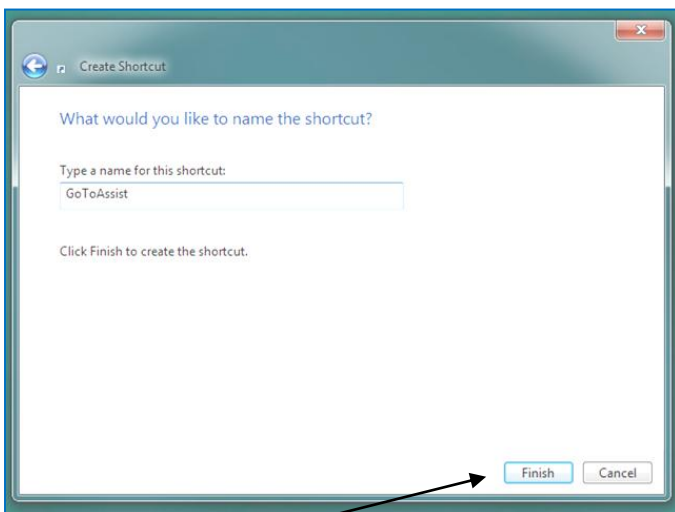 Create Shortcut
What would you like to name the shortcut?
Type a name for this shortcut:
GoToAssist
Click Finish to create the shortcut.
Finish Cancel